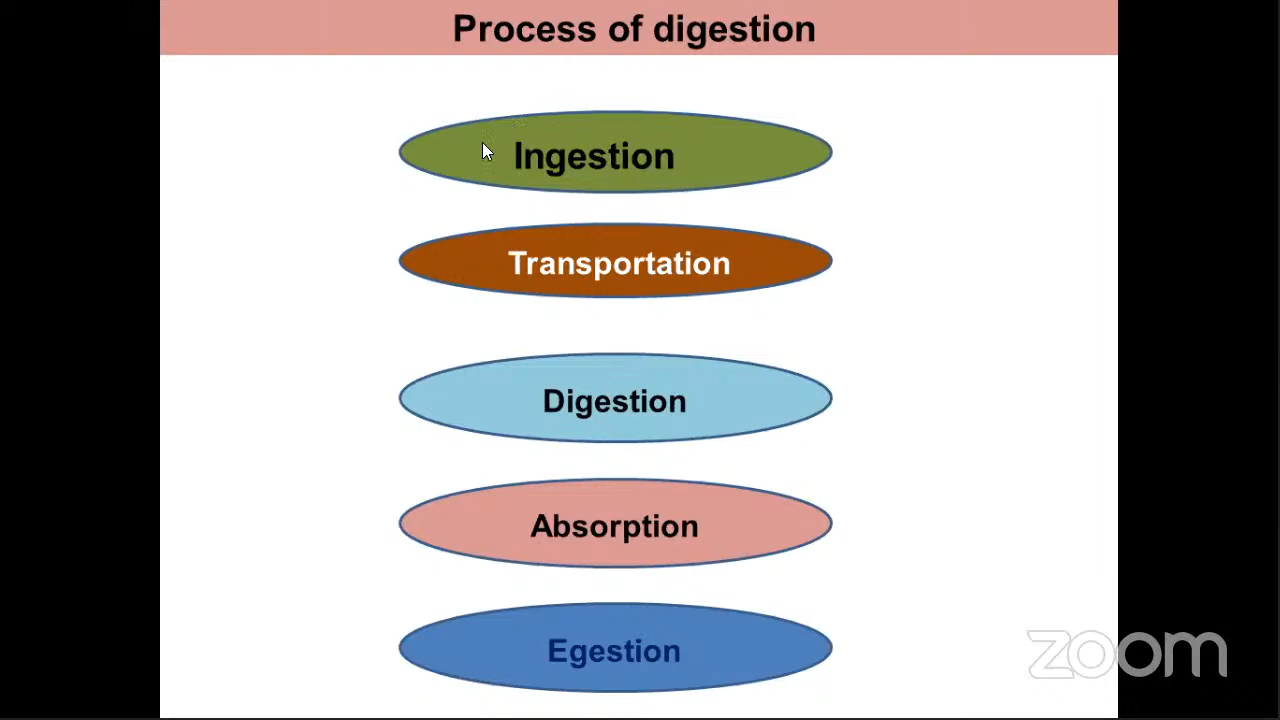 Process of digestion
Ingestion
Transportation
Digestion
Absorption
Egestion
zoom